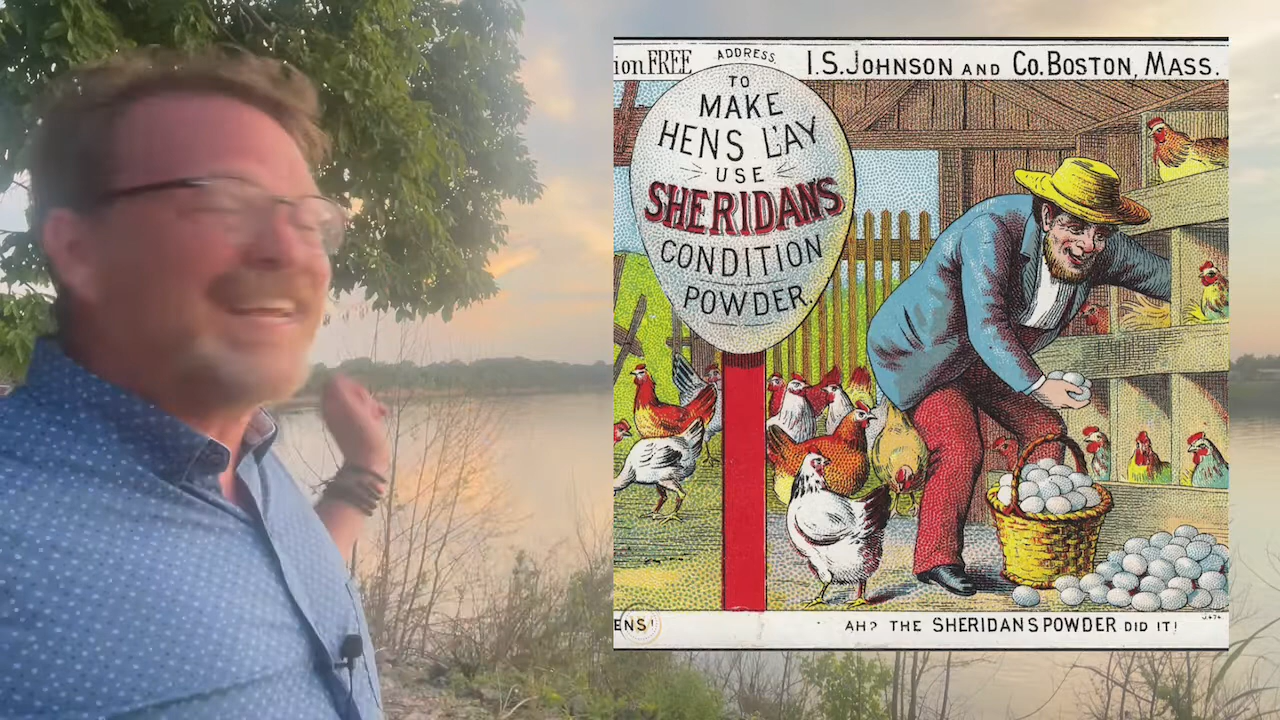 ion FREE
ADDRESS.
I.S. JOHNSON AND CO. BOSTON, MASS.
TO
MAKE
HENS LAY
USE
SHERIDAN'S
CONDITION
POWDER.
ENS!
AH? THE SHERIDANS POWDER DID IT!